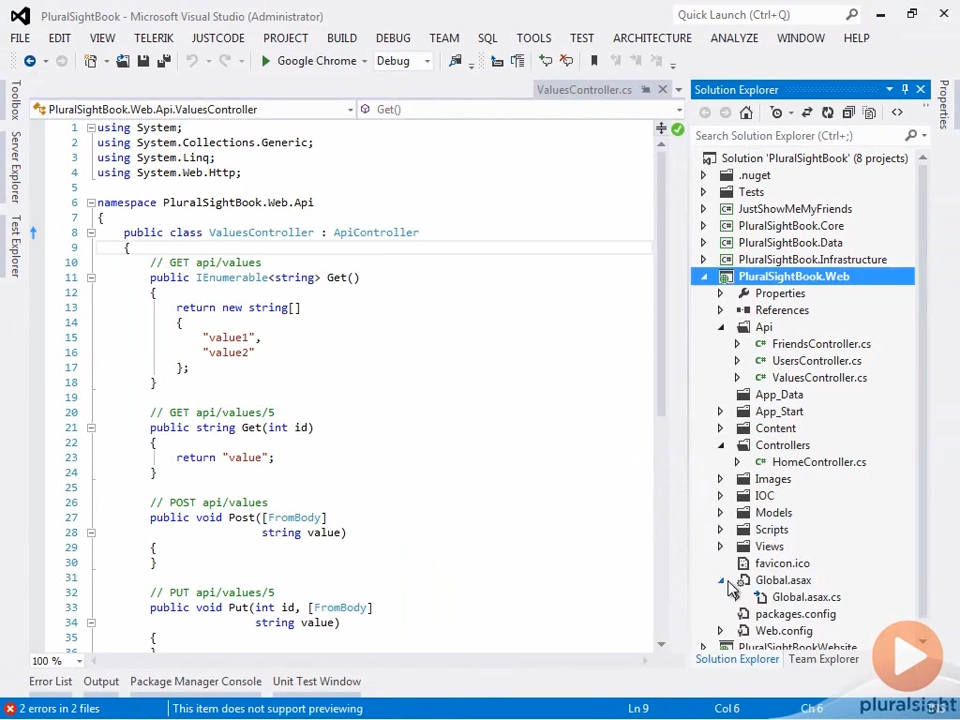 PluralSightBook - Microsoft Visual Studio (Administrator)
Quick Launch (Ctrl+Q)
FILE EDIT VIEW TELERIK JUSTCODE PROJECT BUILD DEBUG TEAM SQL TOOLS TEST ARCHITECTURE ANALYZE WINDOW HELP
Google Chrome Debug
Toolbox
Server Explorer
Test Explorer
ValuesController.cs
PluralSightBook.Web.Api.ValuesController
Get()
1 using System;
2 using System.Collections.Generic;
3 using System.Linq;
4 using System.Web.Http;
5
6 namespace PluralSightBook.Web.Api
7 {
8 public class ValuesController : ApiController
9 {
10 // GET api/values
11 public IEnumerable<string> Get()
12 {
13 return new string[]
14 {
15 "value1",
16 "value2"
17 };
18 }
19
20 // GET api/values/5
21 public string Get(int id)
22 {
23 return "value";
24 }
25
26 // POST api/values
27 public void Post([FromBody]
28 string value)
29 {
30 }
31
32 // PUT api/values/5
33 public void Put(int id, [FromBody]
34 string value)
35 {
36 }
100 %
Solution Explorer
Search Solution Explorer (Ctrl+;)
Solution 'PluralSightBook' (8 projects)
.nuget
Tests
JustShowMeMyFriends
PluralSightBook.Core
PluralSightBook.Data
PluralSightBook.Infrastructure
PluralSightBook.Web
Properties
References
Api
FriendsController.cs
UsersController.cs
ValuesController.cs
App_Data
App_Start
Content
Controllers
HomeController.cs
Images
IOC
Models
Scripts
Views
favicon.ico
Global.asax
Global.asax.cs
packages.config
Web.config
PluralSightBookWebsite
Solution Explorer Team Explorer
Properties
Error List Output Package Manager Console Unit Test Window
2 errors in 2 files
This item does not support previewing
Ln 9 Col 6 Ch 6
pluralsight